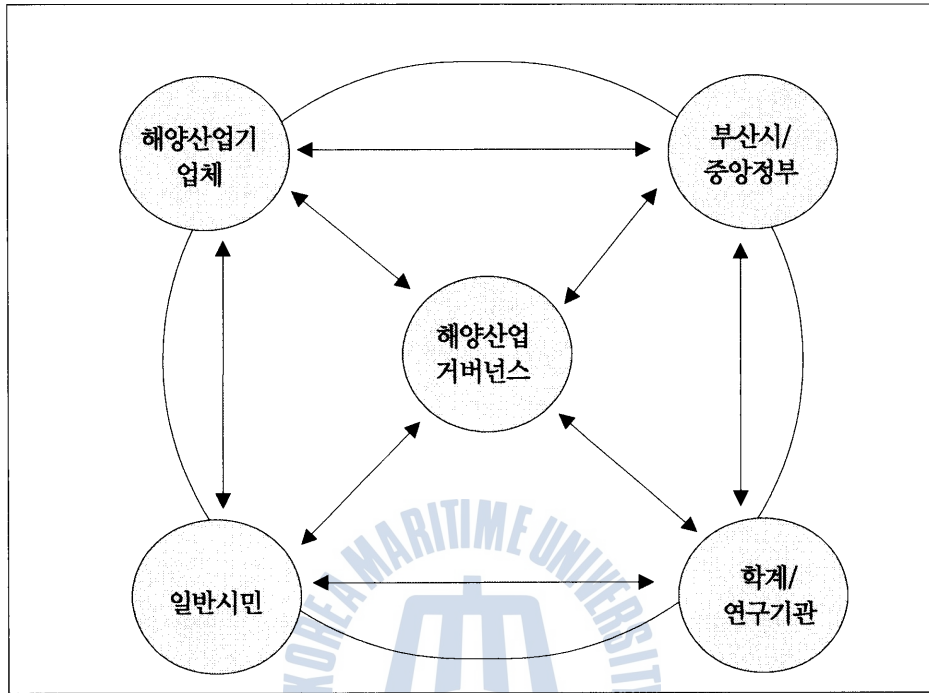 해양산업기
업체
부산시/
중앙정부
해양산업
거버넌스
일반시민
학계/
연구기관
KOREA MARITIME UNIVERSITY